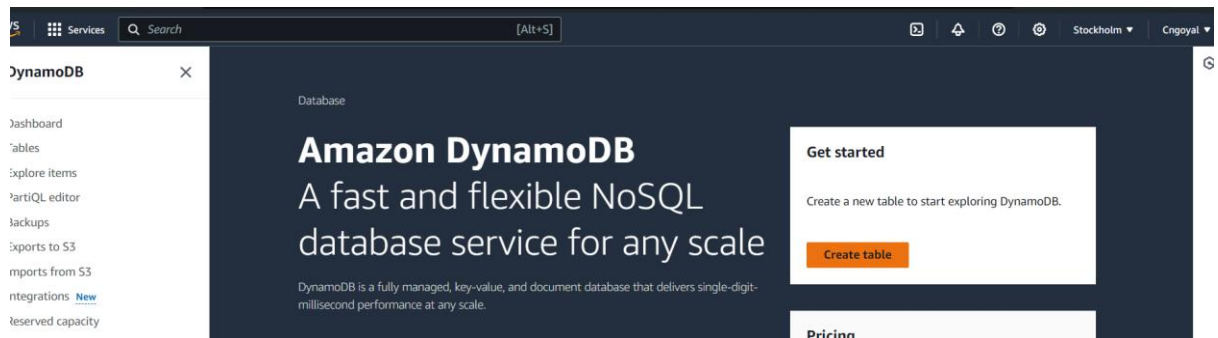 Services
Search
[Alt+S]
Stockholm
Cngoyal
DynamoDB
Dashboard
Tables
Explore items
PartiQL editor
Backups
Exports to S3
Imports from S3
Integrations New
Reserved capacity
Database
Amazon DynamoDB
A fast and flexible NoSQL
database service for any scale
DynamoDB is a fully managed, key-value, and document database that delivers single-digit-
millisecond performance at any scale.
Get started
Create a new table to start exploring DynamoDB.
Create table
Pricing